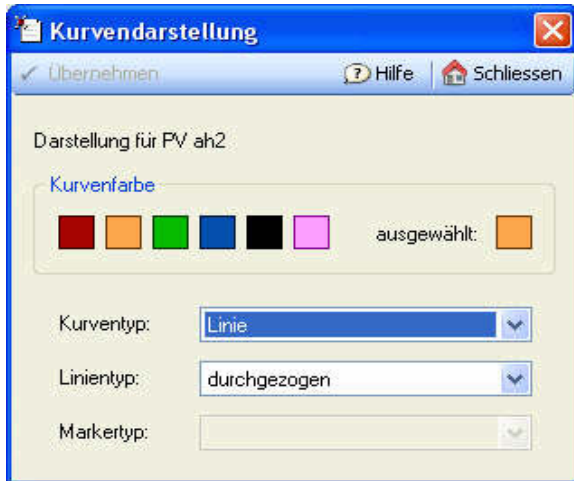 Kurvendarstellung
Übernehmen Hilfe Schliessen
Darstellung für PV ah2
Kurvenfarbe
ausgewählt:
Kurventyp: Linie
Linientyp: durchgezogen
Markertyp: